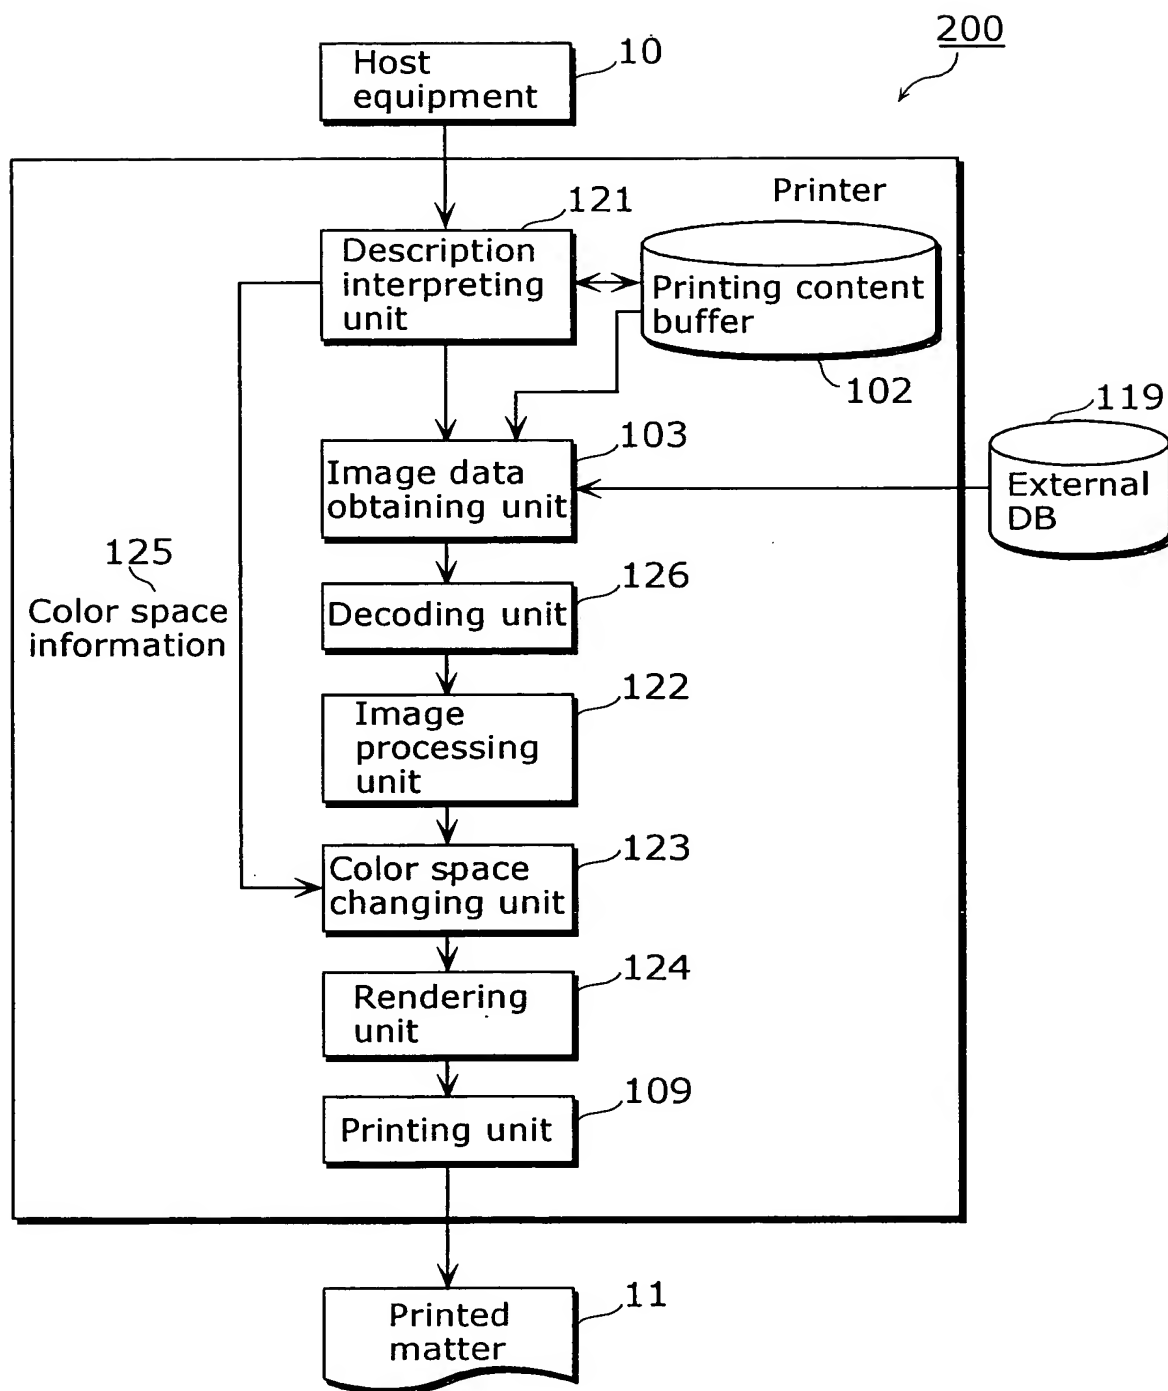 200
10
Host
equipment
Printer
121
Description
interpreting
unit
Printing content
buffer
102
119
External
DB
103
Image data
obtaining unit
125
Color space
information
126
Decoding unit
122
Image
processing
unit
123
Color space
changing unit
124
Rendering
unit
109
Printing unit
11
Printed
matter